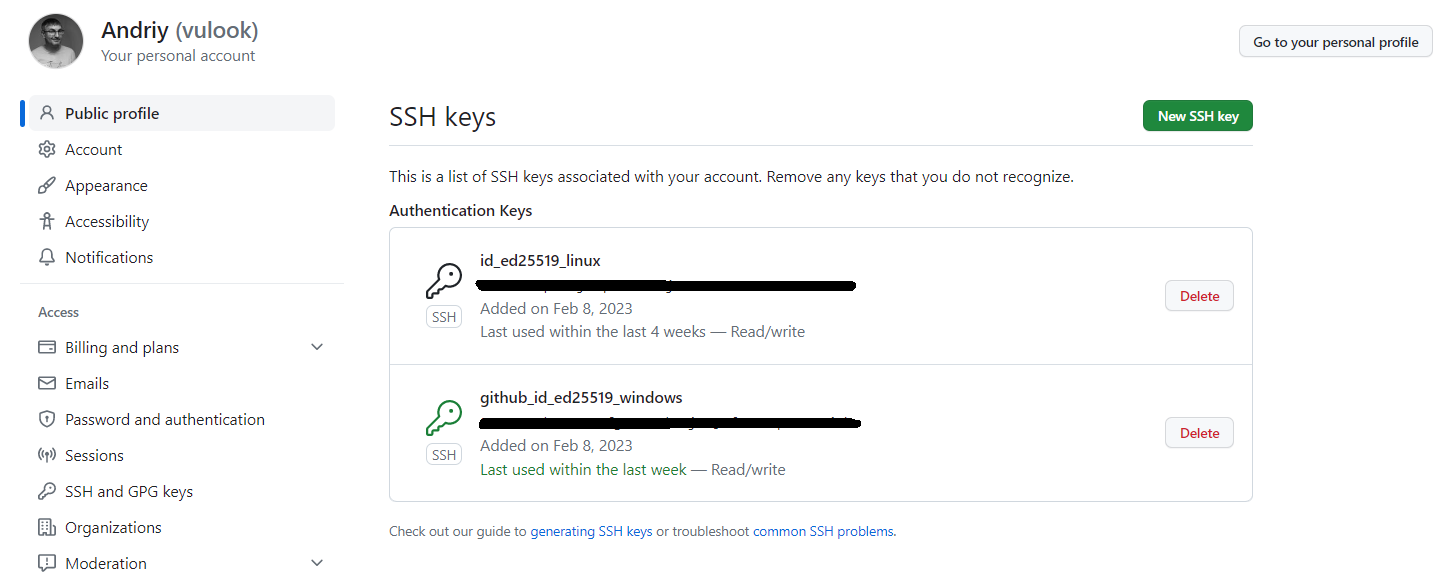 Andriy (vulook)
Your personal account
Go to your personal profile
Public profile
Account
Appearance
Accessibility
Notifications
Access
Billing and plans
Emails
Password and authentication
Sessions
SSH and GPG keys
Organizations
Moderation
SSH keys
New SSH key
This is a list of SSH keys associated with your account. Remove any keys that you do not recognize.
Authentication Keys
id_ed25519_linux
SSH
Added on Feb 8, 2023
Last used within the last 4 weeks — Read/write
Delete
github_id_ed25519_windows
SSH
Added on Feb 8, 2023
Last used within the last week — Read/write
Delete
Check out our guide to generating SSH keys or troubleshoot common SSH problems.